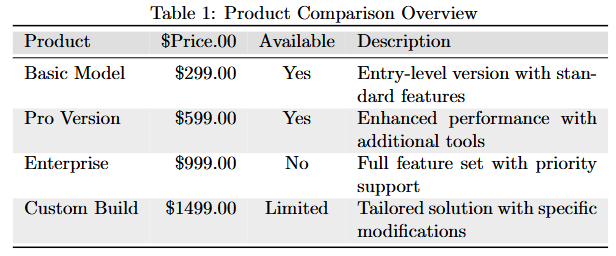 Table 1: Product Comparison Overview
Product $Price.00 Available Description
Basic Model $299.00 Yes Entry-level version with stan-
dard features
Pro Version $599.00 Yes Enhanced performance with
additional tools
Enterprise $999.00 No Full feature set with priority
support
Custom Build $1499.00 Limited Tailored solution with specific
modifications